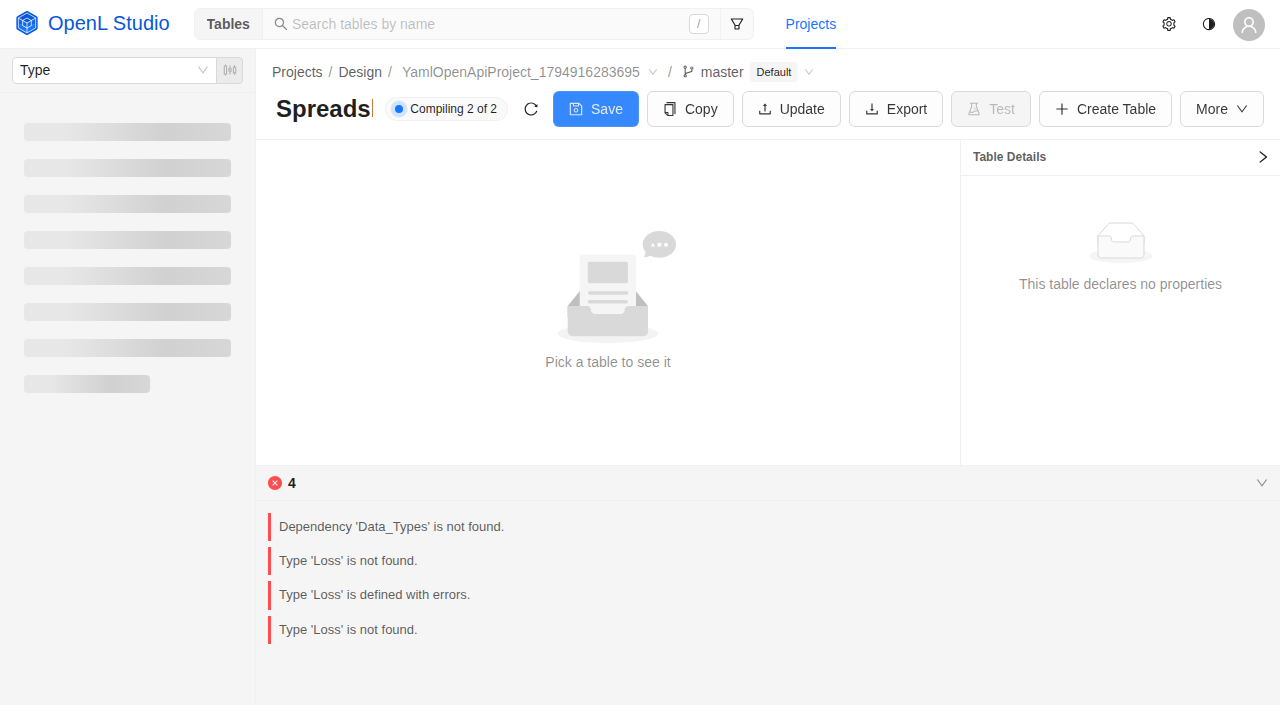 OpenL Studio
Tables
Search tables by name
/
Projects
Type
Projects / Design / YamlOpenApiProject_1794916283695 / master Default
Spreads
Compiling 2 of 2
Save
Copy
Update
Export
Test
Create Table
More
Table Details
Pick a table to see it
This table declares no properties
4
Dependency 'Data_Types' is not found.
Type 'Loss' is not found.
Type 'Loss' is defined with errors.
Type 'Loss' is not found.